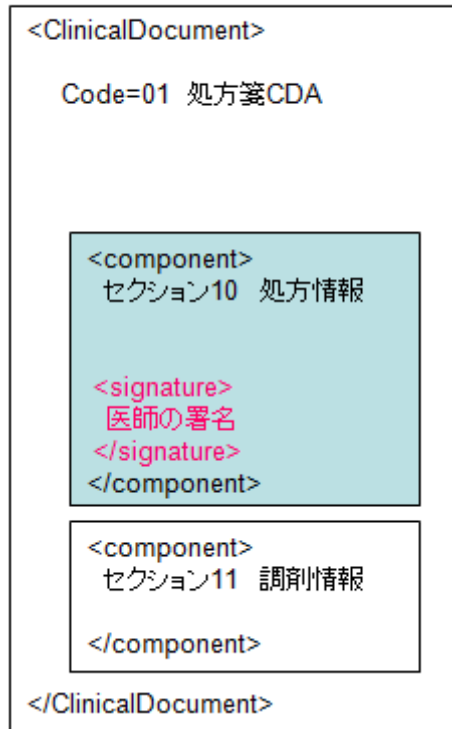 <ClinicalDocument>
Code=01 処方箋CDA
<component>
セクション10 処方情報
<signature>
医師の署名
</signature>
</component>
<component>
セクション11 調剤情報
</component>
</ClinicalDocument>